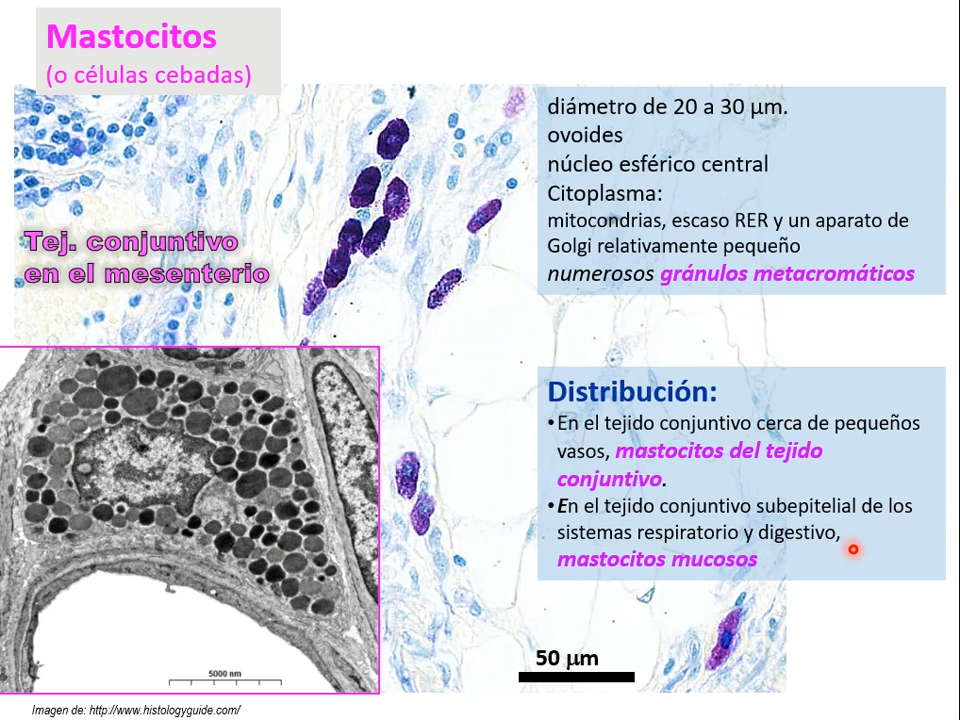 Mastocitos
(o células cebadas)
diámetro de 20 a 30 μm.
ovoides
núcleo esférico central
Citoplasma:
mitocondrias, escaso RER y un aparato de
Golgi relativamente pequeño
numerosos gránulos metacromáticos
Tej. conjuntivo
en el mesenterio
Distribución:
•En el tejido conjuntivo cerca de pequeños
vasos, mastocitos del tejido
conjuntivo.
•En el tejido conjuntivo subepitelial de los
sistemas respiratorio y digestivo,
mastocitos mucosos
50 μm
5000 nm
Imagen de: http://www.histologyguide.com/